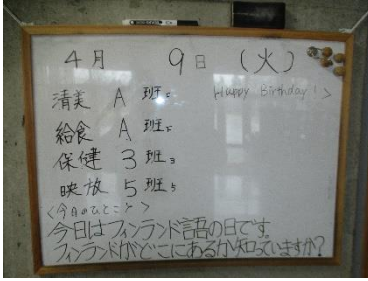 4月 9日 (火)
清美 A 班 Happy Birthday!>
給食 A 班
保健 3 班3
映放 5 班5
<今日のひとこと>
今日はフィンランド語の日です。
フィンランドがどこにあるか知っていますか?